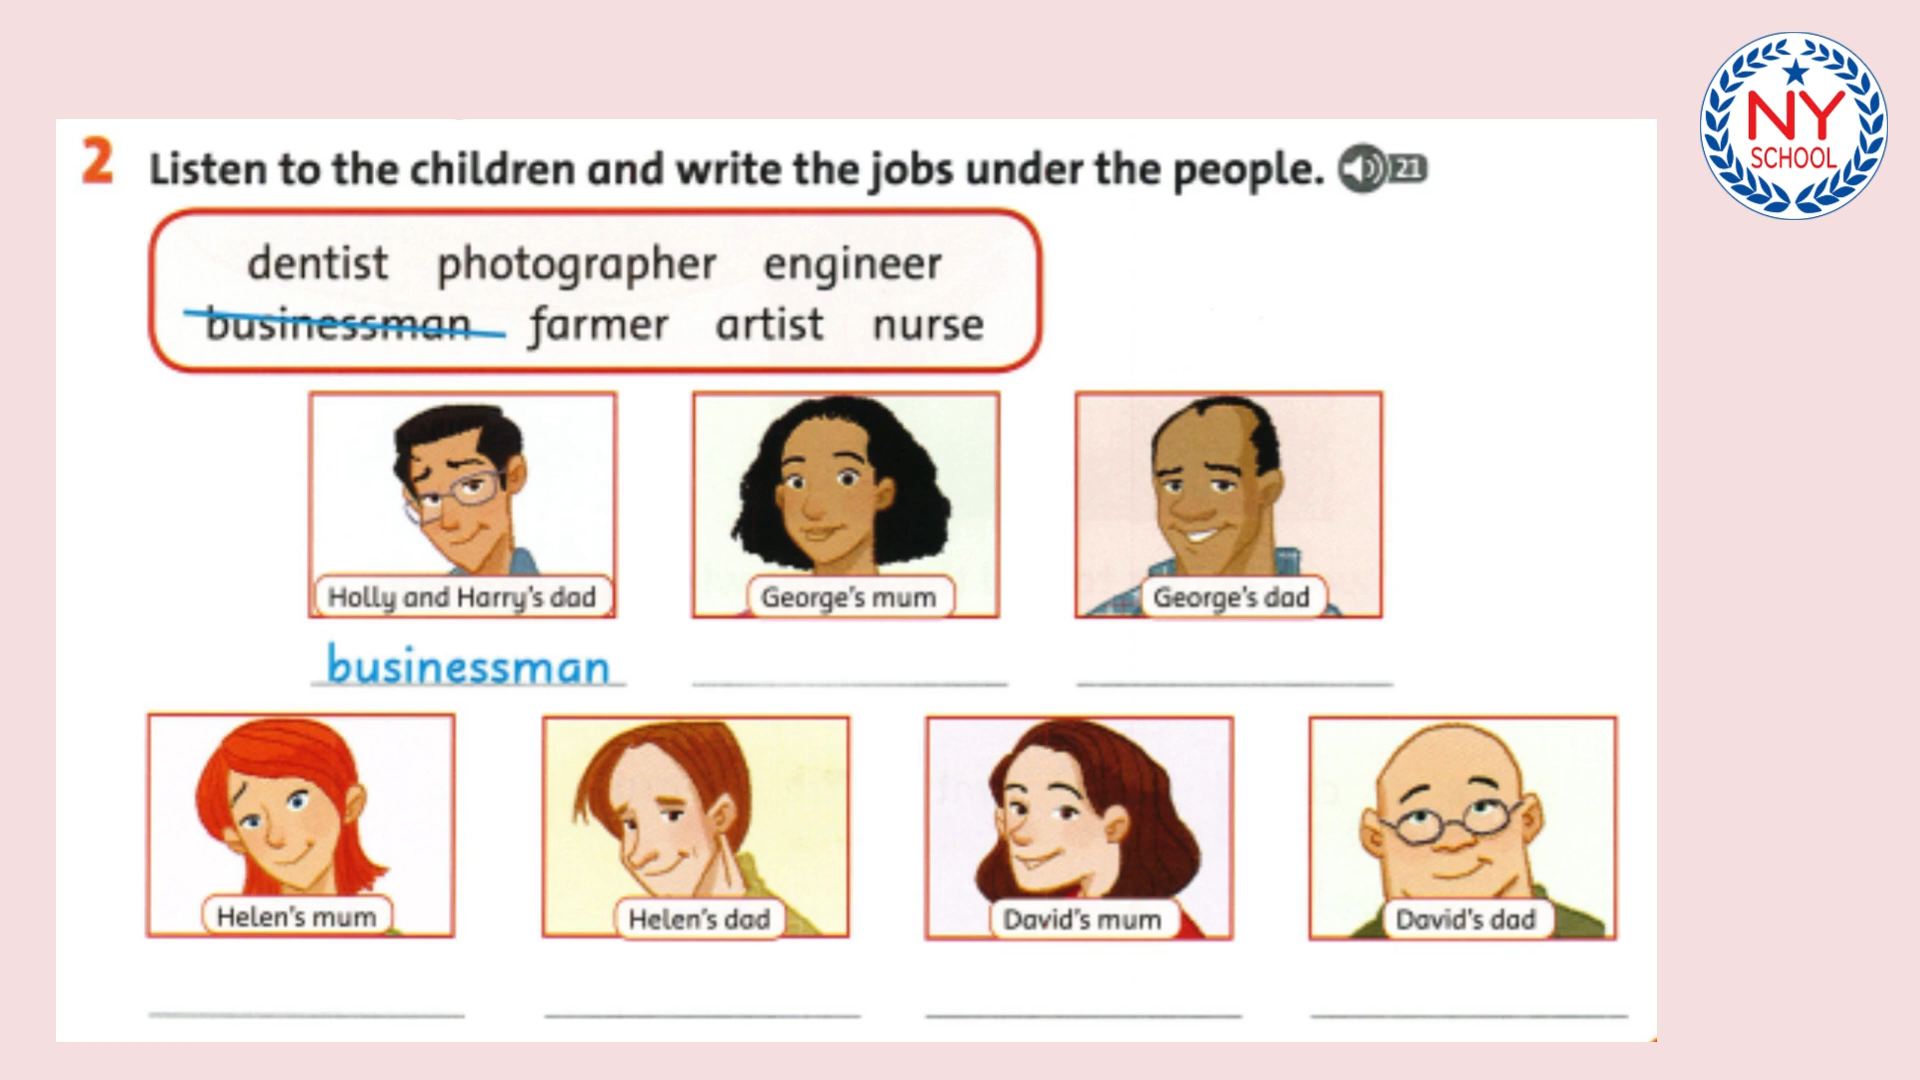 NY
SCHOOL
2 Listen to the children and write the jobs under the people. 21
dentist photographer engineer
businessman farmer artist nurse
Holly and Harry's dad George's mum George's dad
businessman
Helen's mum Helen's dad David's mum David's dad